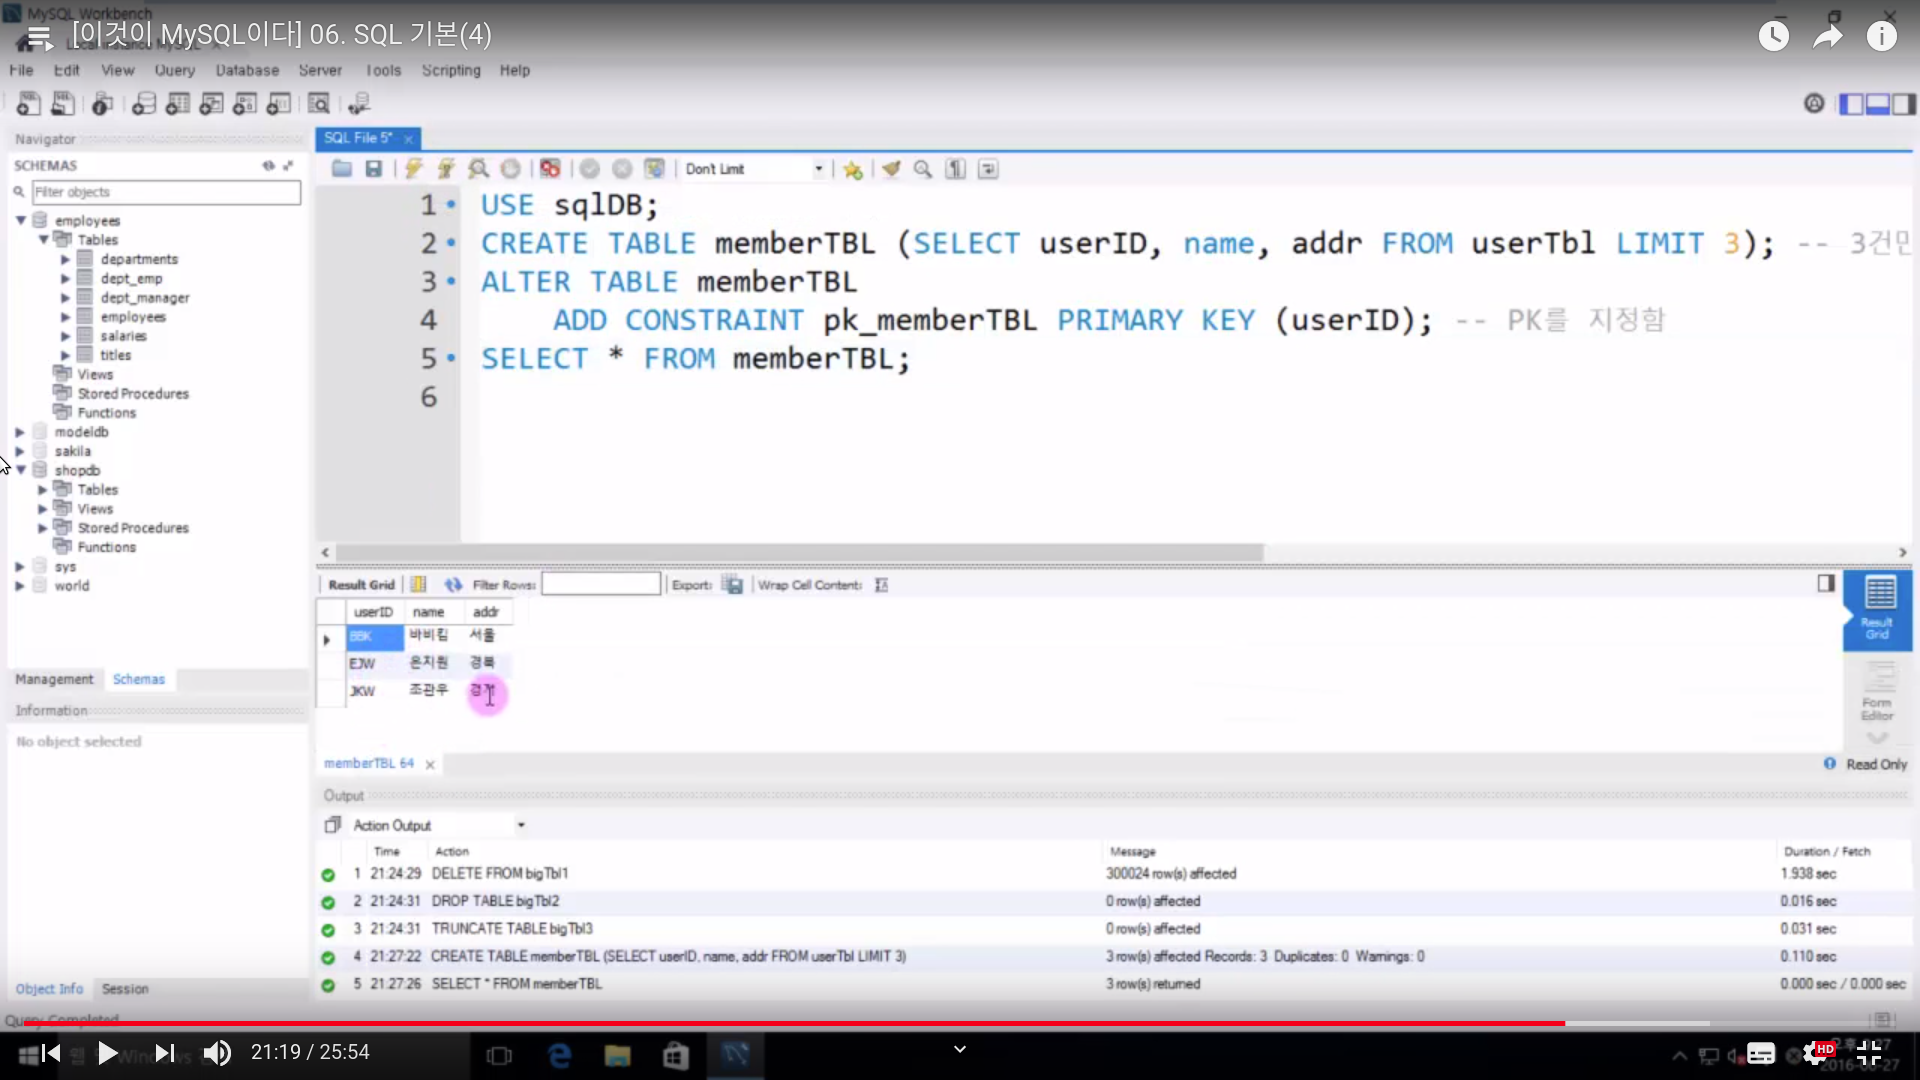 MySQL Workbench
[이것이 MySQL이다] 06. SQL 기본(4)
File Edit View Query Database Server Tools Scripting Help
Navigator
SQL File 5*
SCHEMAS
Don't Limit
Filter objects
employees
Tables
departments
dept_emp
dept_manager
employees
salaries
titles
Views
Stored Procedures
Functions
modeldb
sakila
shopdb
Tables
Views
Stored Procedures
Functions
sys
world
1 USE sqlDB;
2 CREATE TABLE memberTBL (SELECT userID, name, addr FROM userTbl LIMIT 3); -- 3건만
3 ALTER TABLE memberTBL
4 ADD CONSTRAINT pk_memberTBL PRIMARY KEY (userID); -- PK를 지정함
5 SELECT * FROM memberTBL;
6
Result Grid Filter Rows: Export: Wrap Cell Content:
userID name addr
BBK 바비킴 서울
EJW 은지원 경북
JKW 조관우
Result Grid
Form Editor
Management Schemas
Information
No object selected
memberTBL 64
Read Only
Output
Action Output
Time Action Message Duration / Fetch
1 21:24:29 DELETE FROM bigTbl1 300024 row(s) affected 1.938 sec
2 21:24:31 DROP TABLE bigTbl2 0 row(s) affected 0.016 sec
3 21:24:31 TRUNCATE TABLE bigTbl3 0 row(s) affected 0.031 sec
4 21:27:22 CREATE TABLE memberTBL (SELECT userID, name, addr FROM userTbl LIMIT 3) 3 row(s) affected Records: 3 Duplicates: 0 Warnings: 0 0.110 sec
5 21:27:26 SELECT * FROM memberTBL 3 row(s) returned 0.000 sec / 0.000 sec
Object Info Session
Query Completed
21:19 / 25:54
HD